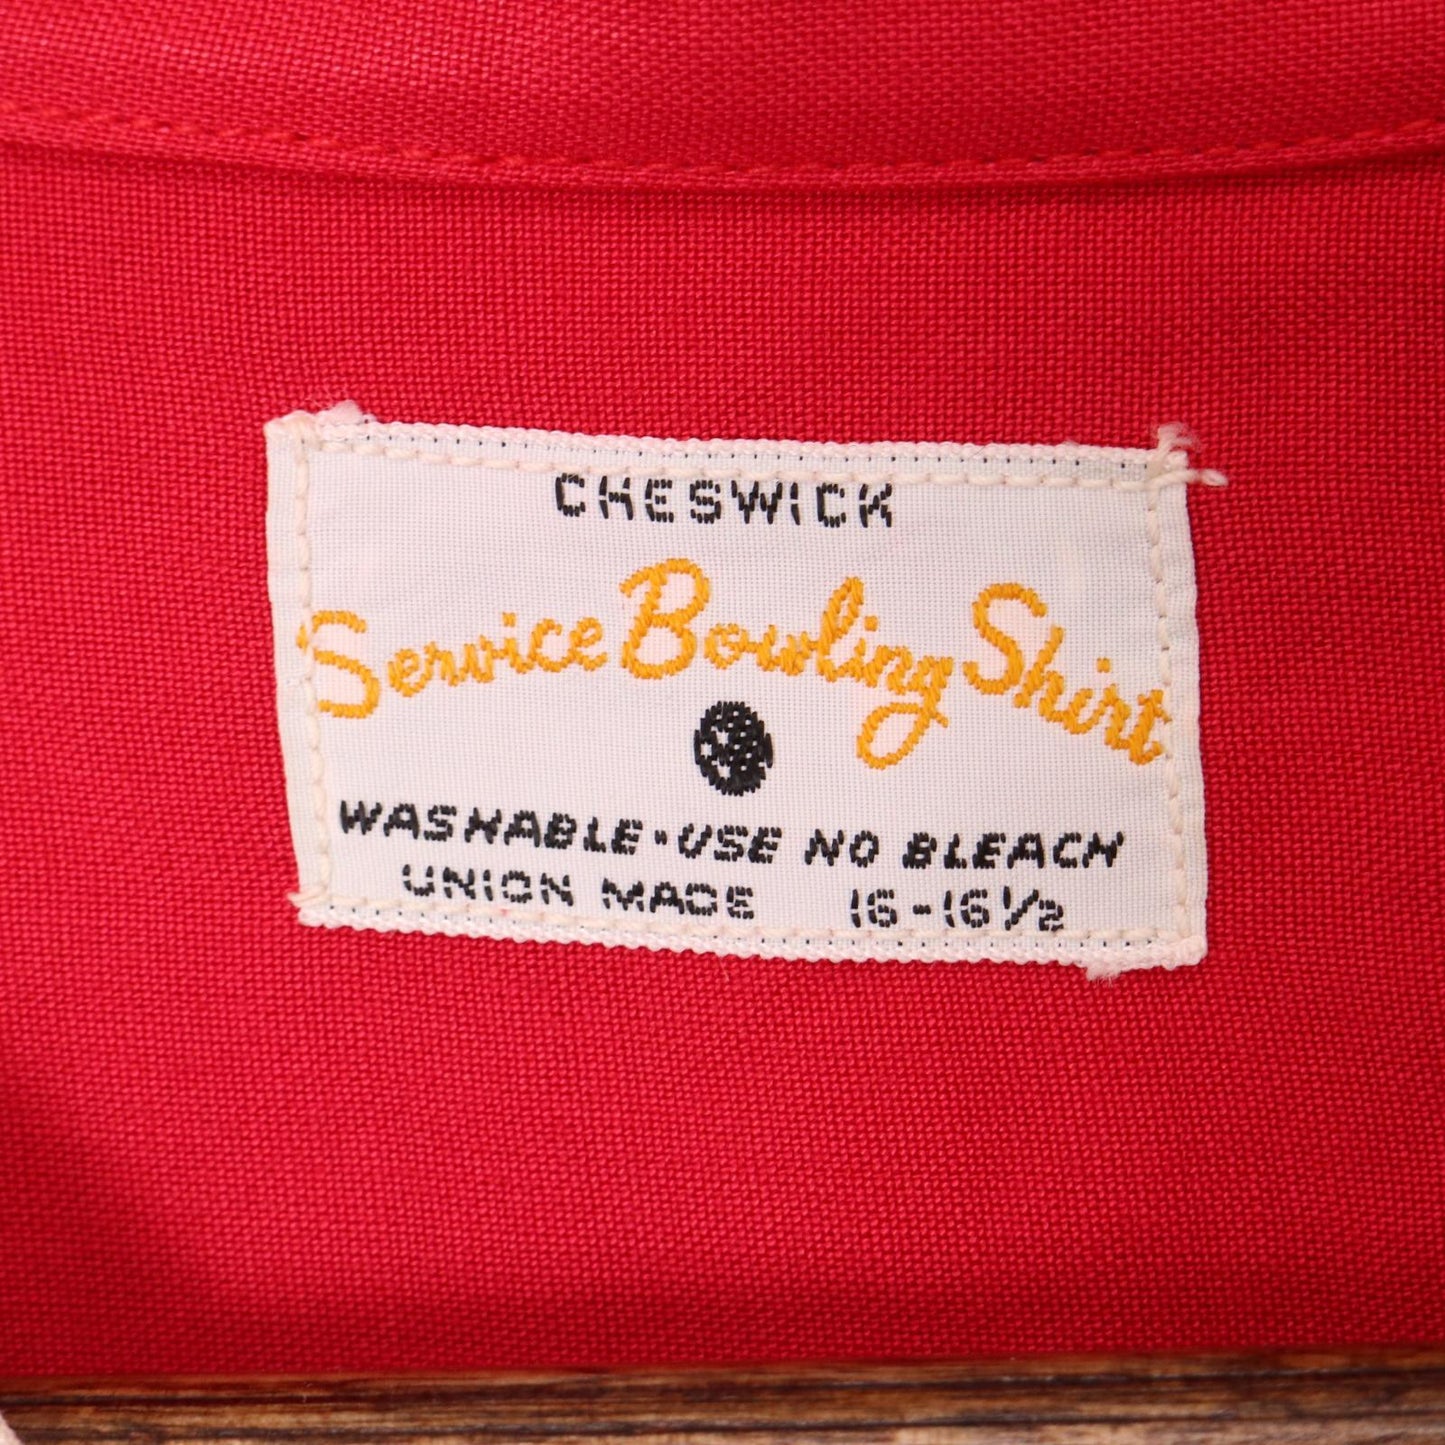 CHESWICK
Service Bowling Shirt
WASHABLE · USE NO BLEACH
UNION MADE 16-16½